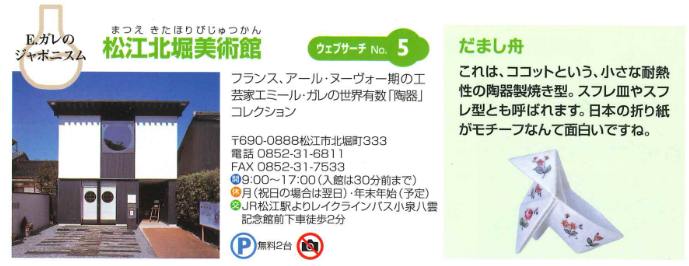 E.ガレの
ジャポニスム
まつえ きたほりびじゅつかん
松江北堀美術館
ウェブサーチ No. 5
フランス、アール・ヌーヴォー期の工
芸家エミール・ガレの世界有数「陶器」
コレクション
〒690-0888松江市北堀町333
電話 0852-31-6811
FAX 0852-31-7533
開9:00〜17:00(入館は30分前まで)
休月(祝日の場合は翌日)・年末年始(予定)
交JR松江駅よりレイクラインバス小泉八雲
記念館前下車徒歩2分
P無料2台
だまし舟
これは、ココットという、小さな耐熱
性の陶器製焼き型。スフレ皿やスフ
レ型とも呼ばれます。日本の折り紙
がモチーフなんて面白いですね。